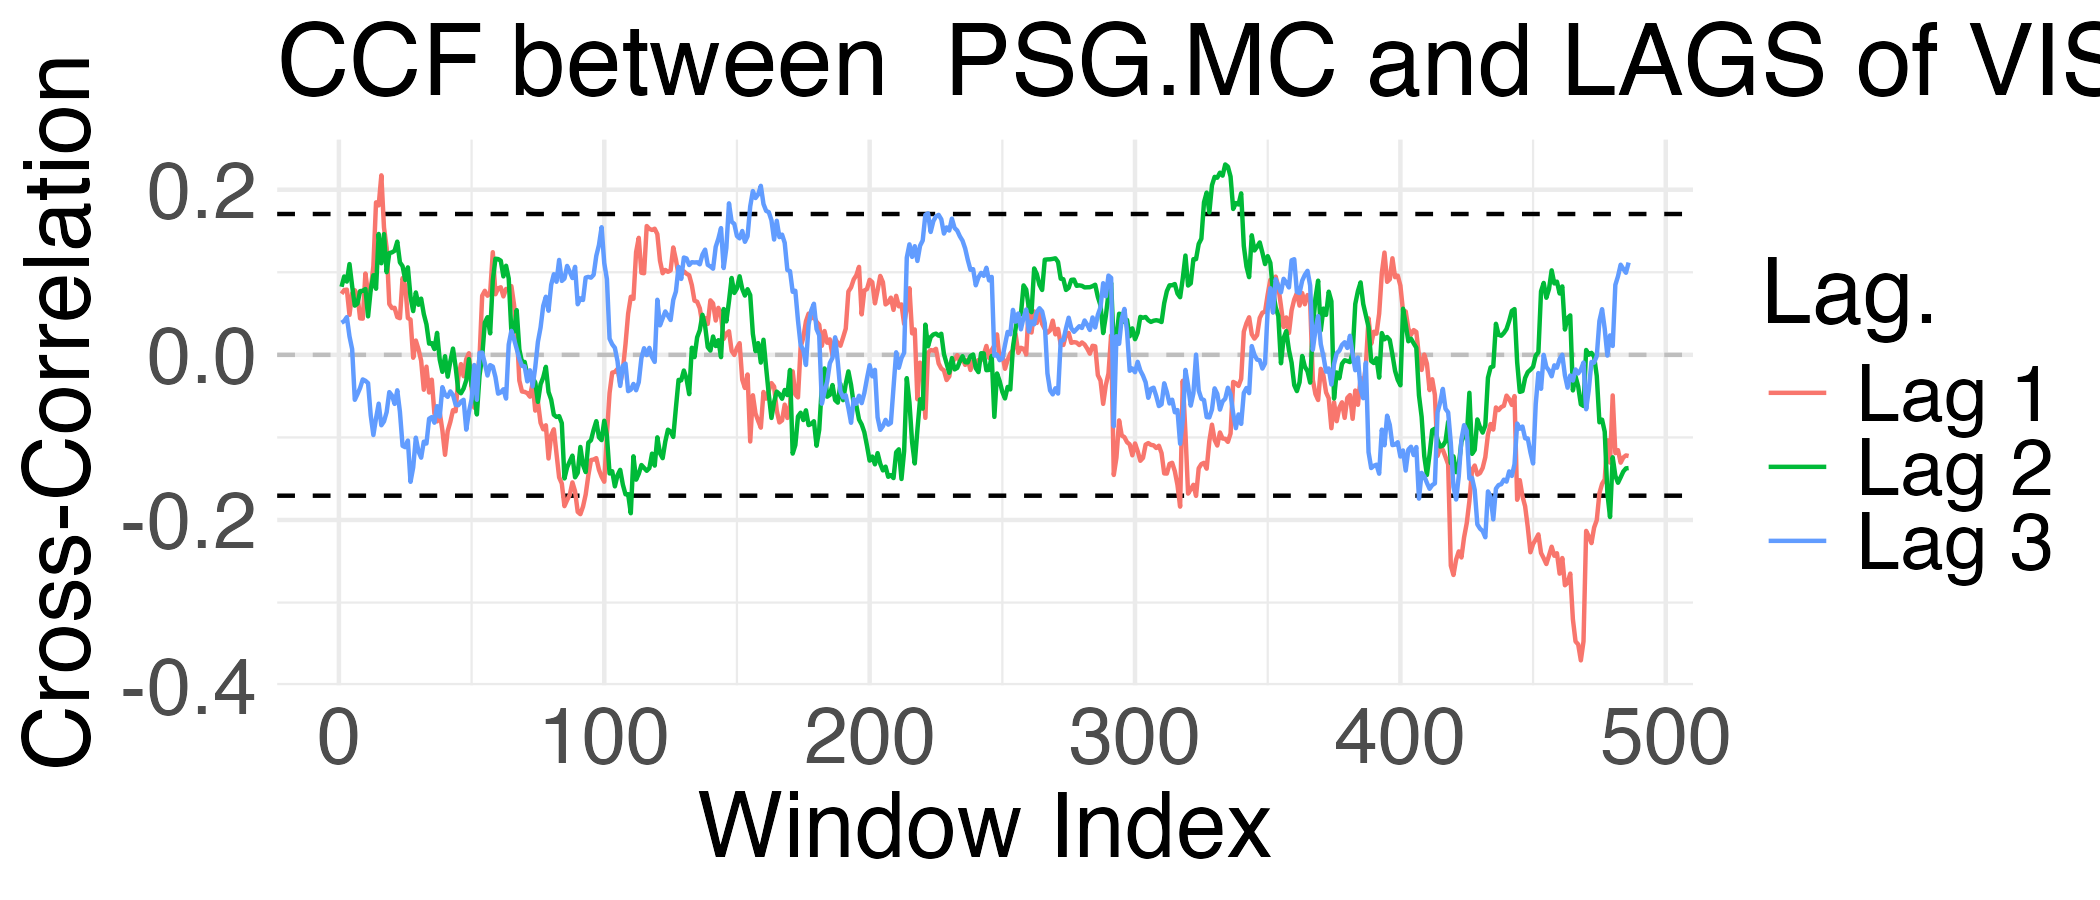 CCF between PSG.MC and LAGS of VIS
Cross-Correlation
0.2
0.0
-0.2
-0.4
0 100 200 300 400 500
Window Index
Lag.
Lag 1
Lag 2
Lag 3